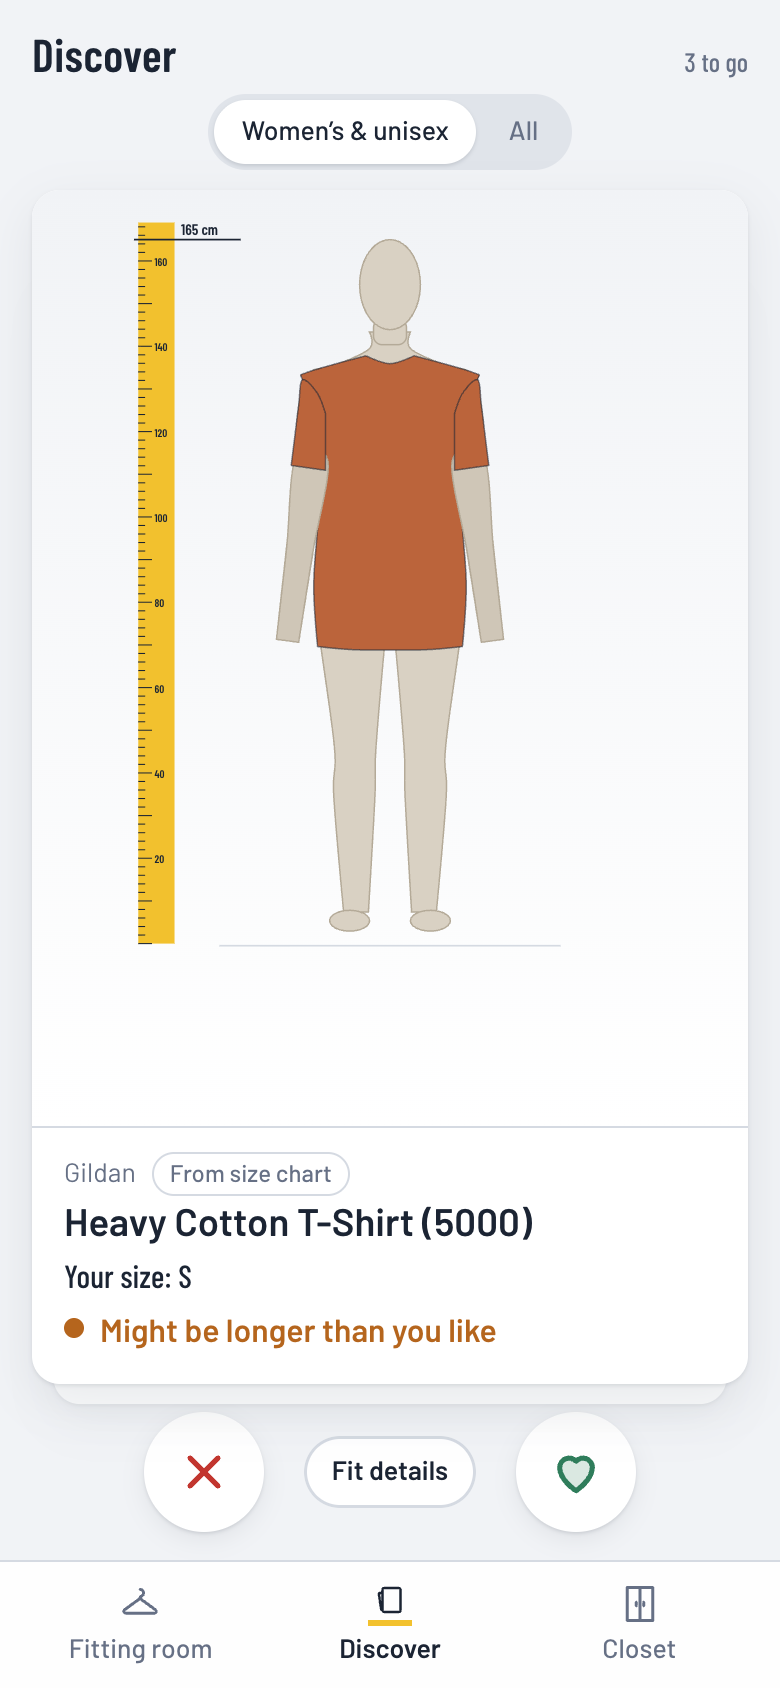 Discover
3 to go
Women's & unisex
All
165 cm
160
140
120
100
80
60
40
20
Gildan
From size chart
Heavy Cotton T-Shirt (5000)
Your size: S
Might be longer than you like
Fit details
Fitting room
Discover
Closet